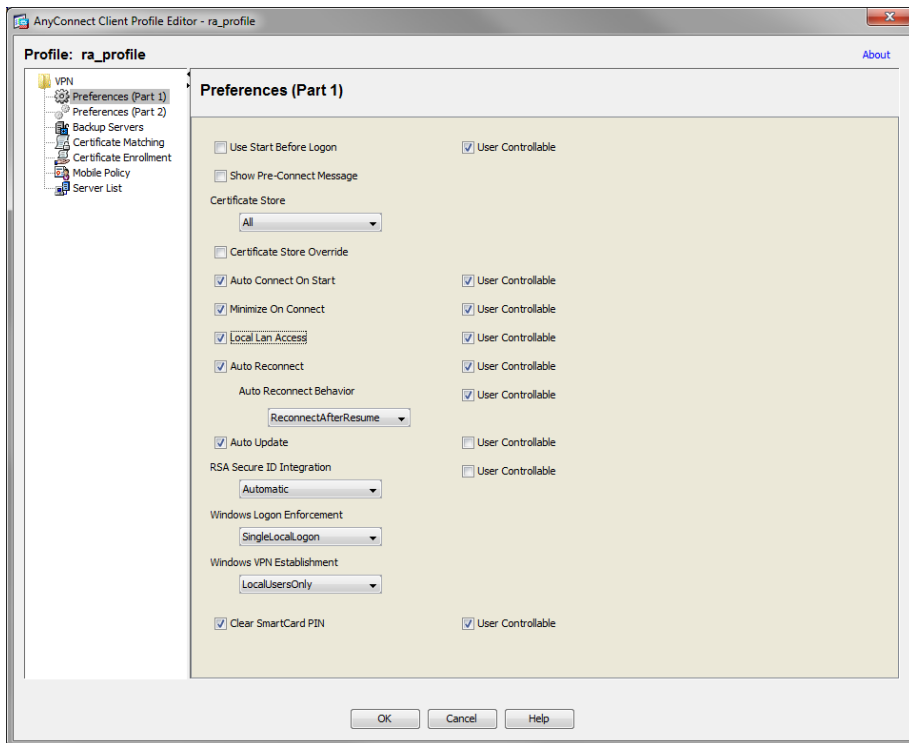 AnyConnect Client Profile Editor - ra_profile
X
Profile: ra_profile
About
VPN
Preferences (Part 1)
Preferences (Part 2)
Backup Servers
Certificate Matching
Certificate Enrollment
Mobile Policy
Server List
Preferences (Part 1)
Use Start Before Logon
User Controllable
Show Pre-Connect Message
Certificate Store
All
Certificate Store Override
Auto Connect On Start
User Controllable
Minimize On Connect
User Controllable
Local Lan Access
User Controllable
Auto Reconnect
User Controllable
Auto Reconnect Behavior
User Controllable
ReconnectAfterResume
Auto Update
User Controllable
RSA Secure ID Integration
User Controllable
Automatic
Windows Logon Enforcement
SingleLocalLogon
Windows VPN Establishment
LocalUsersOnly
Clear SmartCard PIN
User Controllable
OK
Cancel
Help